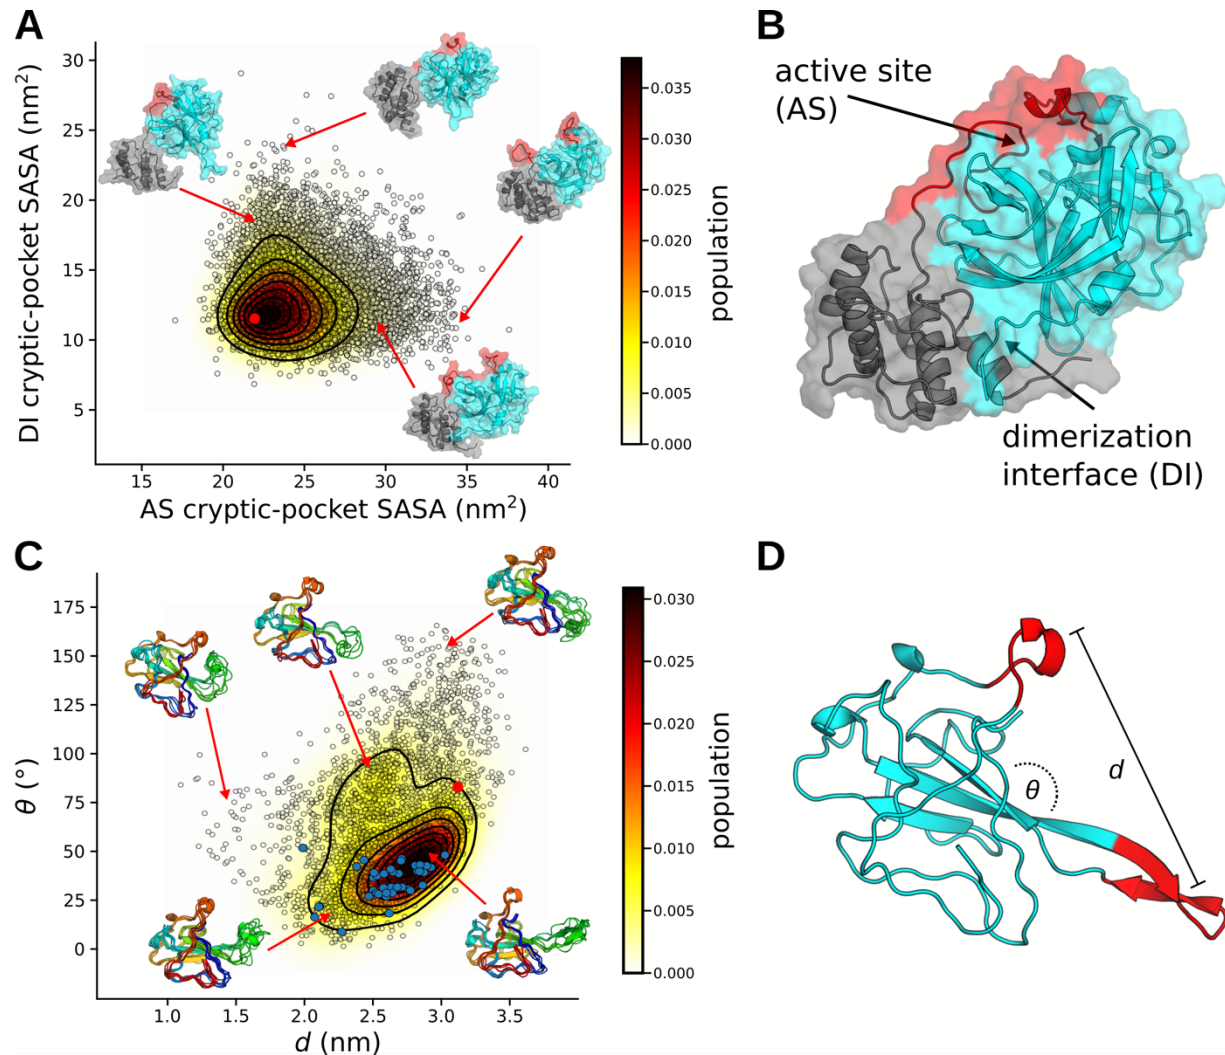 A
DI cryptic-pocket SASA (nm²)
30
25
20
15
10
5
15
20
25
30
35
40
AS cryptic-pocket SASA (nm²)
0.035
0.030
0.025
0.020
0.015
0.010
0.005
0.000
population
B
active site
(AS)
dimerization
interface (DI)
C
θ (°)
175
150
125
100
75
50
25
0
1.0
1.5
2.0
2.5
3.0
3.5
d (nm)
0.030
0.025
0.020
0.015
0.010
0.005
0.000
population
D
θ
d